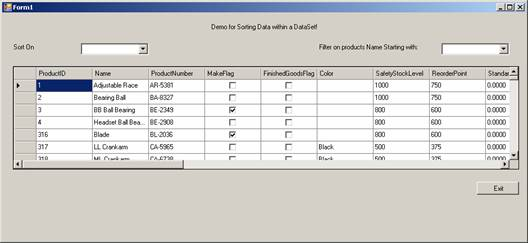 Form1
Demo for Sorting Data within a DataSet!
Sort On Filter on products Name Starting with:
ProductID Name ProductNumber MakeFlag FinishedGoodsFlag Color SafetyStockLevel ReorderPoint Standar
1 Adjustable Race AR-5381 1000 750 0.0000
2 Bearing Ball BA-8327 1000 750 0.0000
3 BB Ball Bearing BE-2349 800 600 0.0000
4 Headset Ball Bea... BE-2908 800 600 0.0000
316 Blade BL-2036 800 600 0.0000
317 LL Crankarm CA-5965 Black 500 375 0.0000
318 ML Crankarm CA-6738 Black 500 375 0.0000
Exit